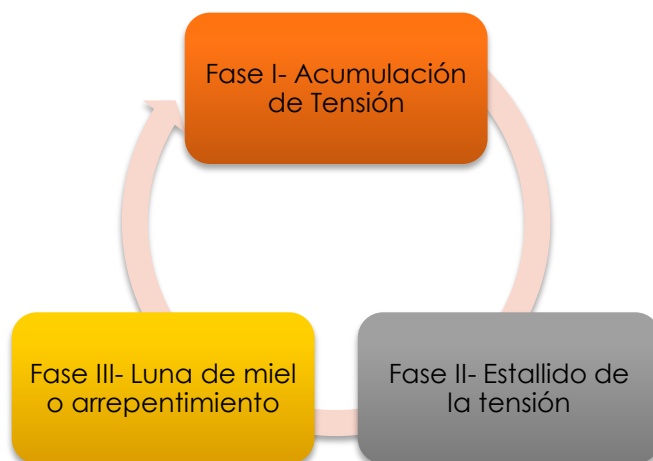 Fase I- Acumulación
de Tensión
Fase II- Estallido de
la tensión
Fase III- Luna de miel
o arrepentimiento